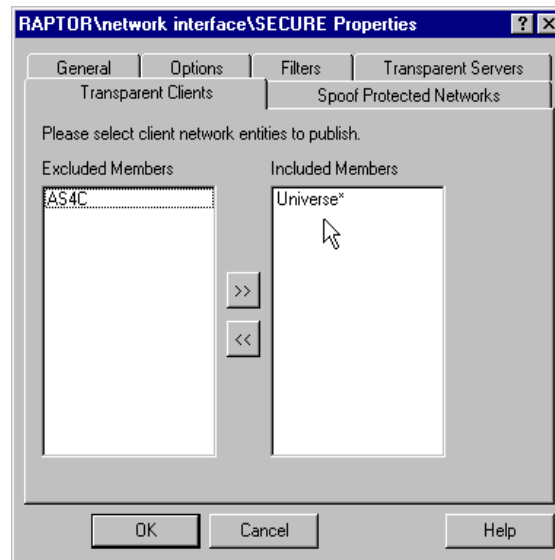 RAPTOR\network interface\SECURE Properties
General Options Filters Transparent Servers
Transparent Clients Spoof Protected Networks
Please select client network entities to publish.
Excluded Members Included Members
AS4C Universe*
>>
<<
OK Cancel Help